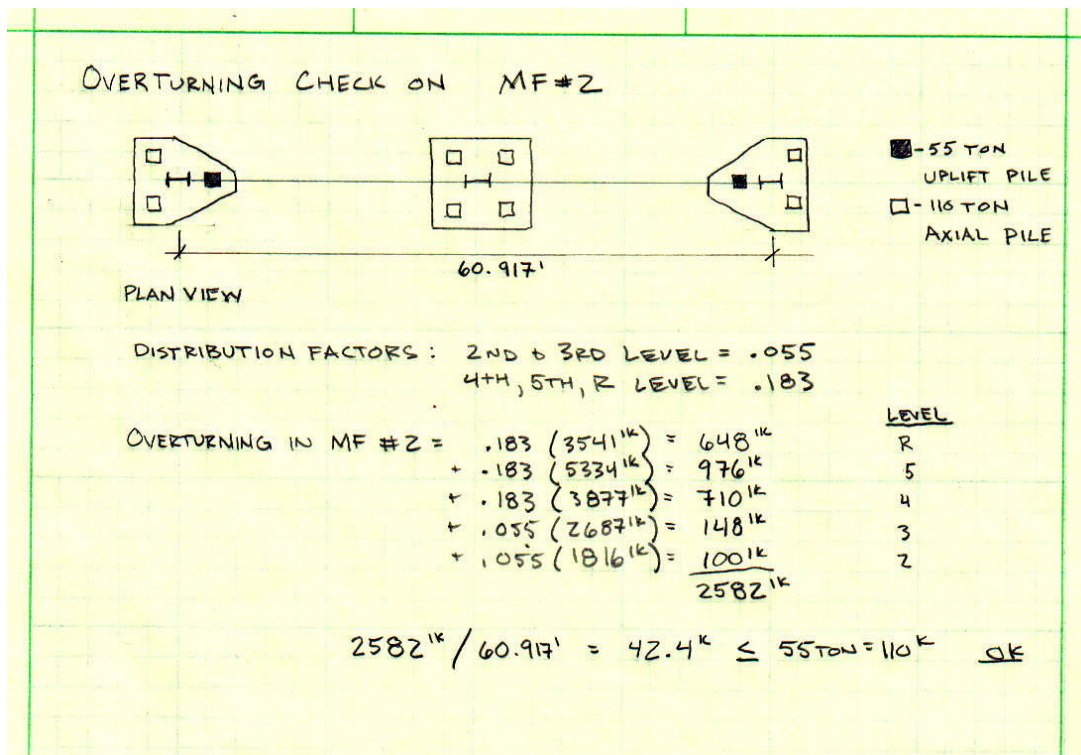 OVERTURNING CHECK ON MF#2
■-55 TON
UPLIFT PILE
□-110 TON
AXIAL PILE
60.917'
PLAN VIEW
DISTRIBUTION FACTORS: 2ND & 3RD LEVEL = .055
4TH, 5TH, R LEVEL = .183
LEVEL
OVERTURNING IN MF #2 = .183 (3541'k) = 648'k R
+ .183 (5334'k) = 976'k 5
+ .183 (3877'k) = 710'k 4
+ .055 (2687'k) = 148'k 3
+ .055 (1816'k) = 100'k 2
2582'k
2582'k / 60.917' = 42.4k ≤ 55 TON = 110k OK